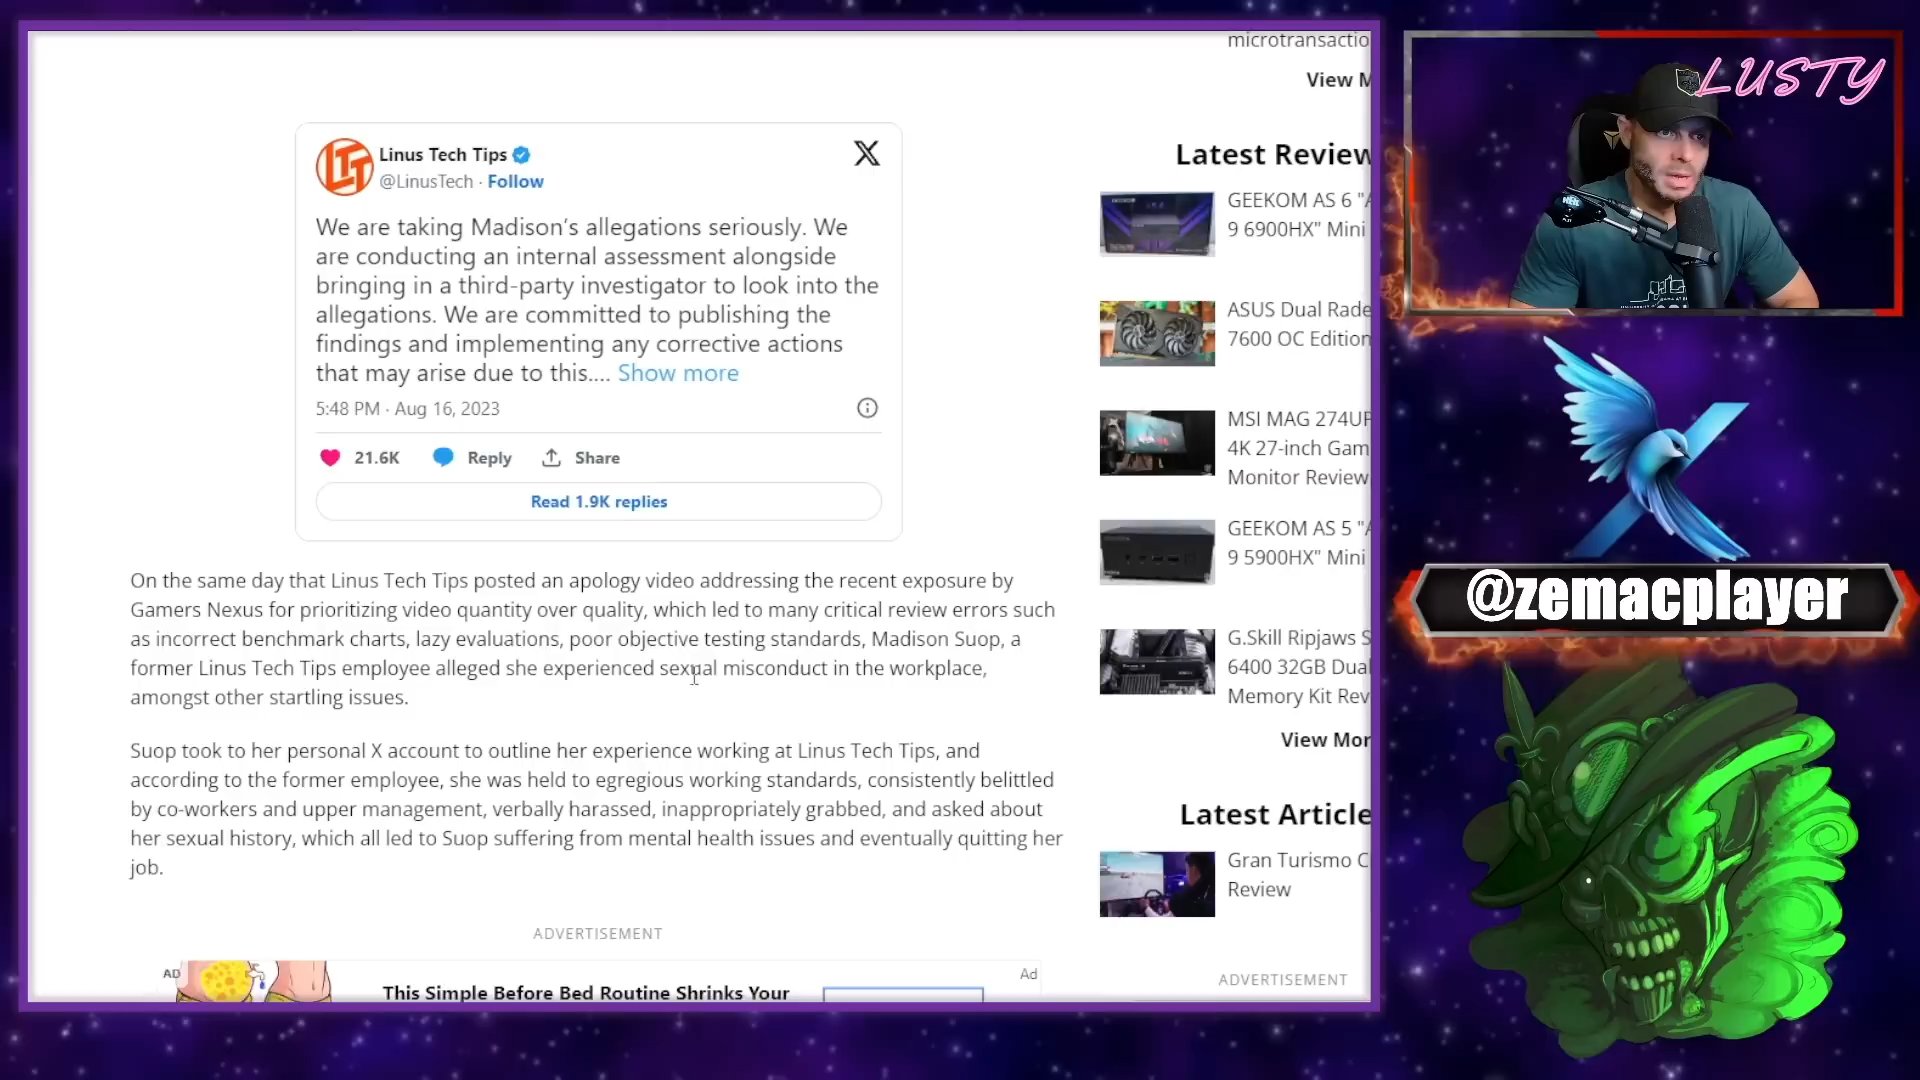 microtransactio
View M
Linus Tech Tips
@LinusTech · Follow
We are taking Madison's allegations seriously. We
are conducting an internal assessment alongside
bringing in a third-party investigator to look into the
allegations. We are committed to publishing the
findings and implementing any corrective actions
that may arise due to this.... Show more
5:48 PM · Aug 16, 2023
21.6K Reply Share
Read 1.9K replies
On the same day that Linus Tech Tips posted an apology video addressing the recent exposure by
Gamers Nexus for prioritizing video quantity over quality, which led to many critical review errors such
as incorrect benchmark charts, lazy evaluations, poor objective testing standards, Madison Suop, a
former Linus Tech Tips employee alleged she experienced sexual misconduct in the workplace,
amongst other startling issues.
Suop took to her personal X account to outline her experience working at Linus Tech Tips, and
according to the former employee, she was held to egregious working standards, consistently belittled
by co-workers and upper management, verbally harassed, inappropriately grabbed, and asked about
her sexual history, which all led to Suop suffering from mental health issues and eventually quitting her
job.
ADVERTISEMENT
AD
This Simple Before Bed Routine Shrinks Your
Ad
Latest Review
GEEKOM AS 6 "A
9 6900HX" Mini
ASUS Dual Rade
7600 OC Edition
MSI MAG 274UP
4K 27-inch Gam
Monitor Review
GEEKOM AS 5 "A
9 5900HX" Mini
G.Skill Ripjaws S
6400 32GB Dual
Memory Kit Rev
View Mor
Latest Article
Gran Turismo C
Review
ADVERTISEMENT
LUSTY
@zemacplayer